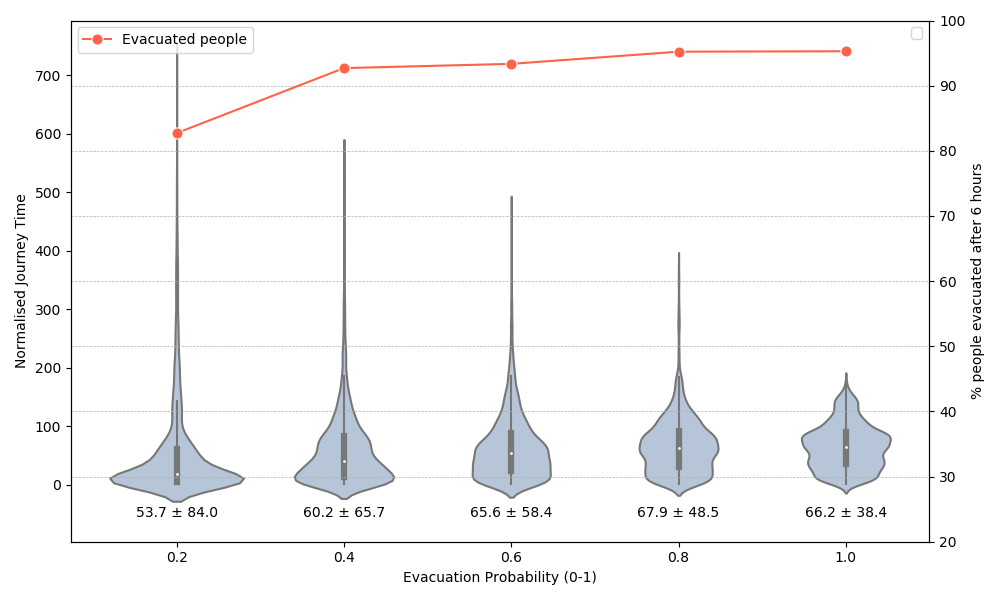 Evacuated people
700
600
500
400
300
200
100
0
Normalised Journey Time
100
90
80
70
60
50
40
30
20
% people evacuated after 6 hours
53.7 ± 84.0
60.2 ± 65.7
65.6 ± 58.4
67.9 ± 48.5
66.2 ± 38.4
0.2
0.4
0.6
0.8
1.0
Evacuation Probability (0-1)